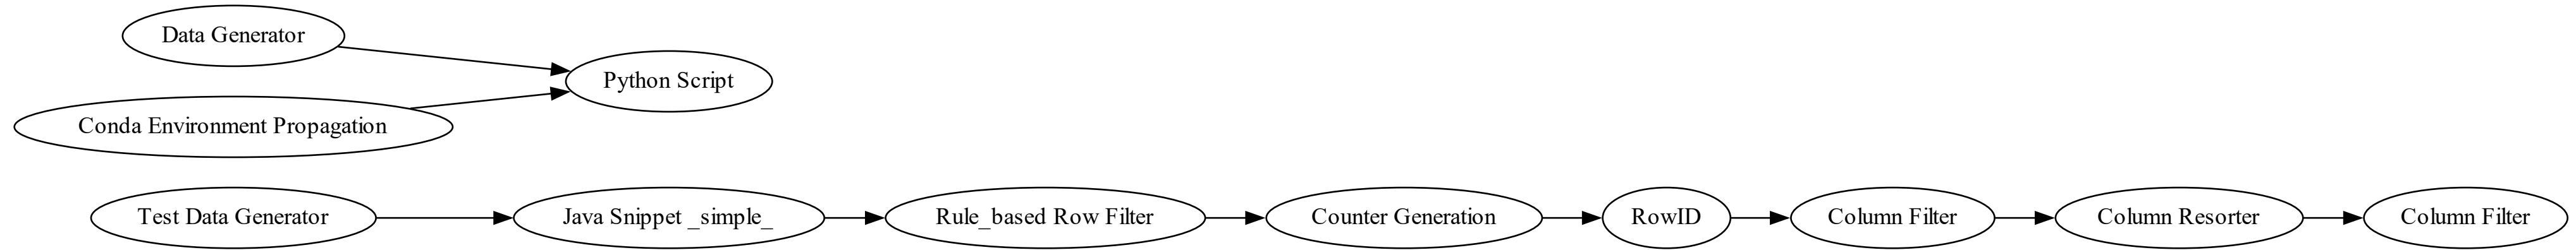 Data Generator
Python Script
Conda Environment Propagation
Test Data Generator
Java Snippet _simple_
Rule_based Row Filter
Counter Generation
RowID
Column Filter
Column Resorter
Column Filter